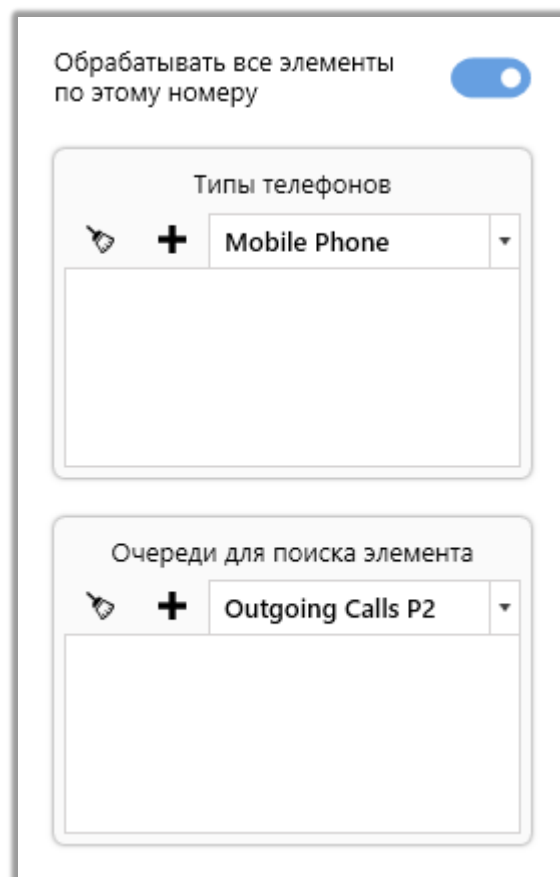 Обрабатывать все элементы
по этому номеру
Типы телефонов
Mobile Phone
Очереди для поиска элемента
Outgoing Calls P2